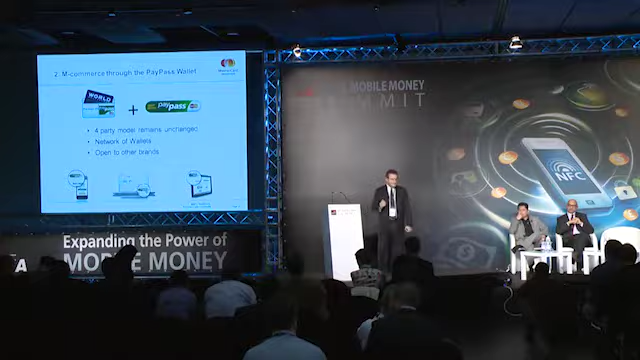 2. M-commerce through the PayPass Wallet
MasterCard
WORLD
+
paypass
• 4 party model remains unchanged
• Network of Wallets
• Open to other brands
MOBILE MONEY
SUMMIT
NFC
Expanding the Power of
MOBILE MONEY